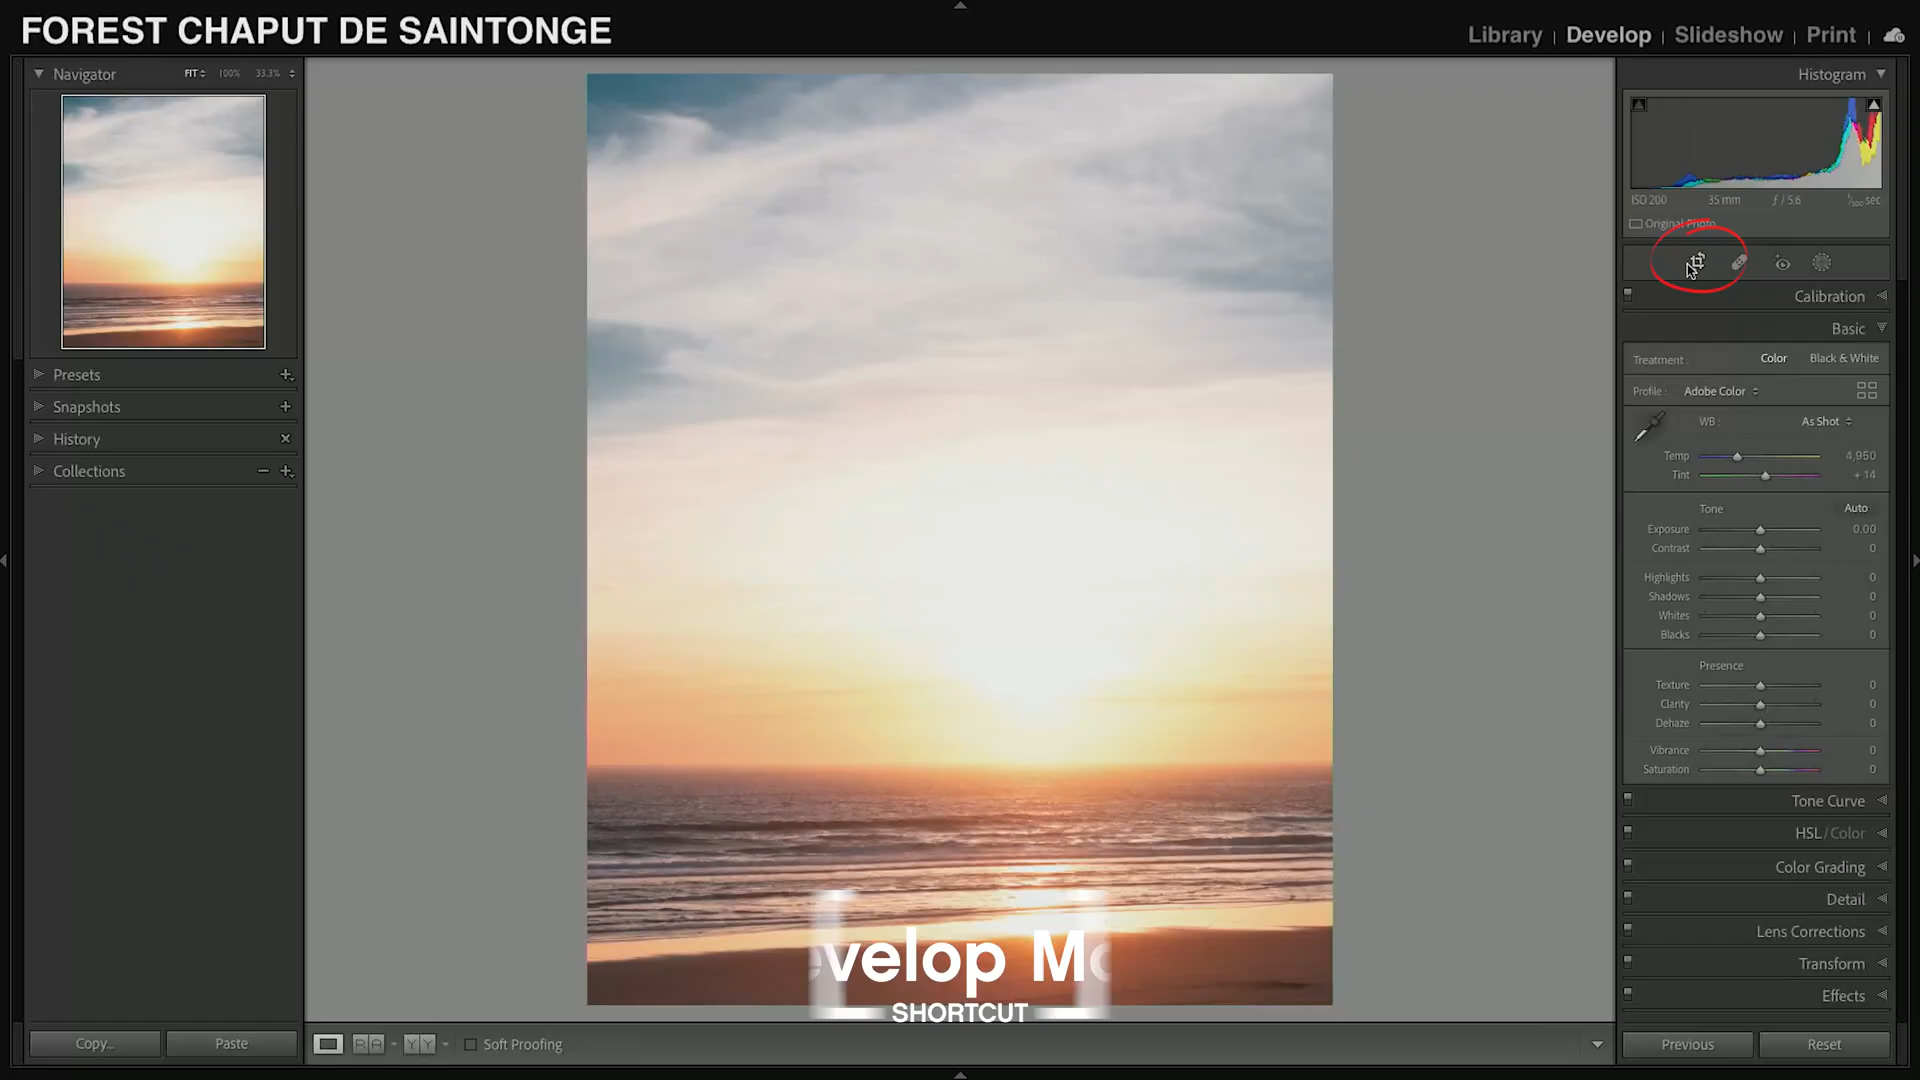 FOREST CHAPUT DE SAINTONGE
Library | Develop | Slideshow | Print |
Navigator FIT 100% 33.3%
Histogram
ISO 200 35 mm ƒ / 5.6 1/500 sec
Original Photo
Calibration
Basic
Treatment : Color Black & White
Presets
Profile : Adobe Color
Snapshots
WB : As Shot
History
Temp 4,950
Collections
Tint + 14
Tone Auto
Exposure 0.00
Contrast 0
Highlights 0
Shadows 0
Whites 0
Blacks 0
Presence
Texture 0
Clarity 0
Dehaze 0
Vibrance 0
Saturation 0
Tone Curve
HSL / Color
Color Grading
Detail
Lens Corrections
Transform
Effects
velop M
SHORTCUT
Copy... Paste
R A Y Y Soft Proofing
Previous Reset